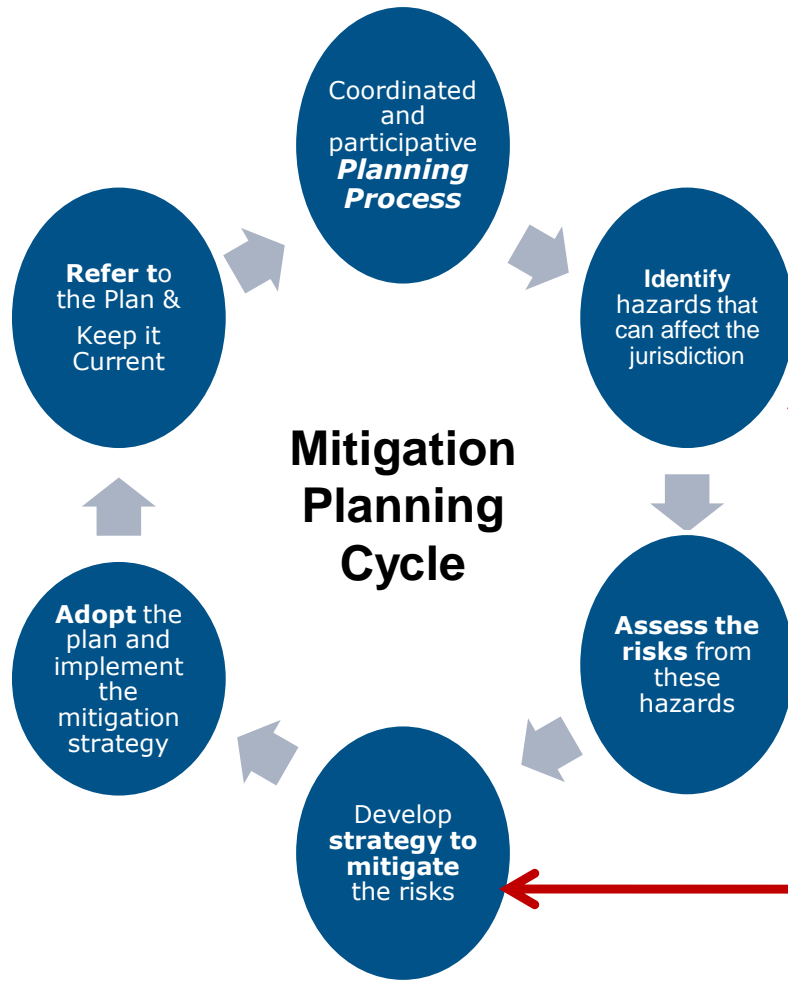 Coordinated
and
participative
Planning
Process
Identify
hazards that
can affect the
jurisdiction
Assess the
risks from
these
hazards
Develop
strategy to
mitigate
the risks
Adopt the
plan and
implement
the
mitigation
strategy
Refer to
the Plan &
Keep it
Current
Mitigation
Planning
Cycle